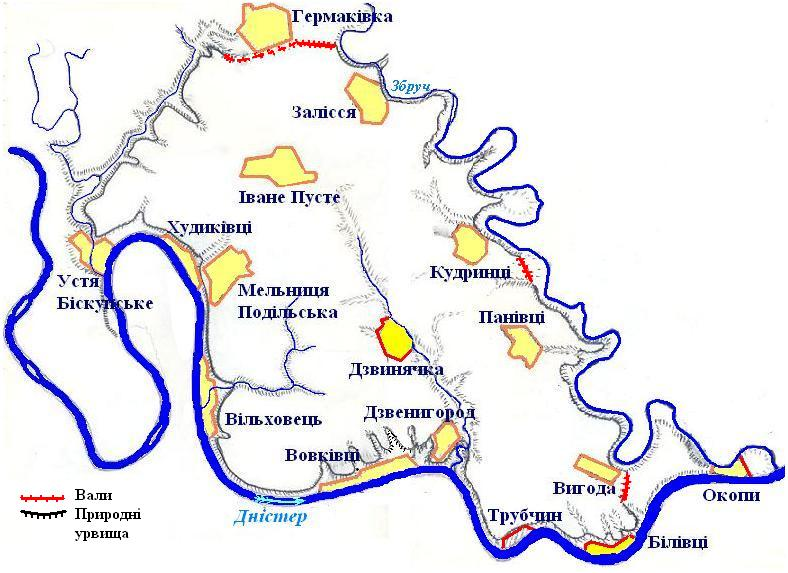 Гермаківка
Збруч
Залісся
Іване Пусте
Худиківці
Кудринці
Устя
Біскупське
Мельниця
Подільська
Панівці
Дзвинячка
Вільховець
Дзвенигород
Вовківці
Вигода
Окопи
Вали
Природні
урвища
Дністер
Трубчин
Білівці